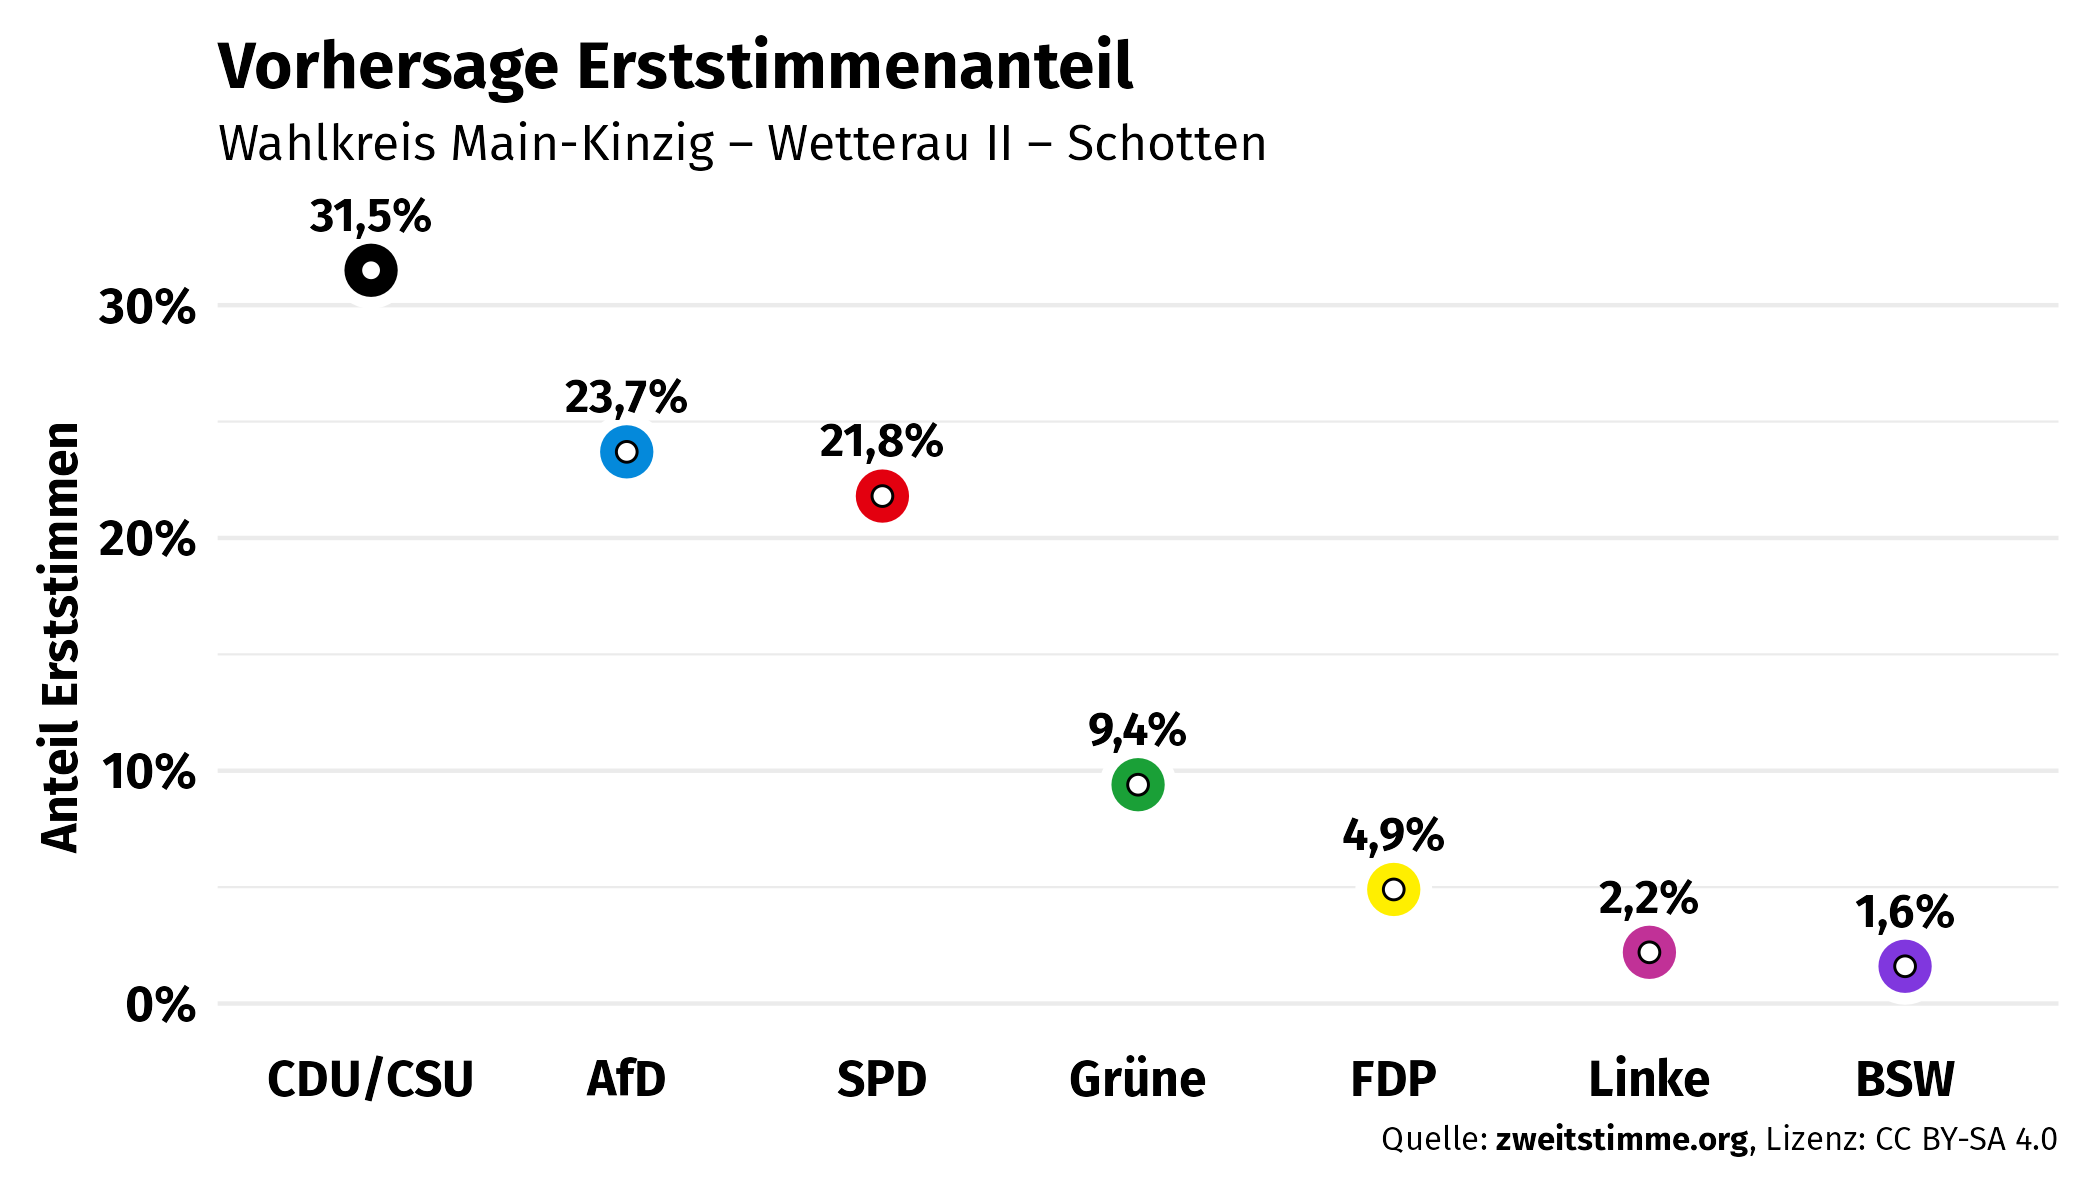 Vorhersage Erststimmenanteil
Wahlkreis Main-Kinzig – Wetterau II – Schotten
31,5%
30%
23,7%
21,8%
20%
Anteil Erststimmen
9,4%
10%
4,9%
2,2%
1,6%
0%
CDU/CSU AfD SPD Grüne FDP Linke BSW
Quelle: zweitstimme.org, Lizenz: CC BY-SA 4.0